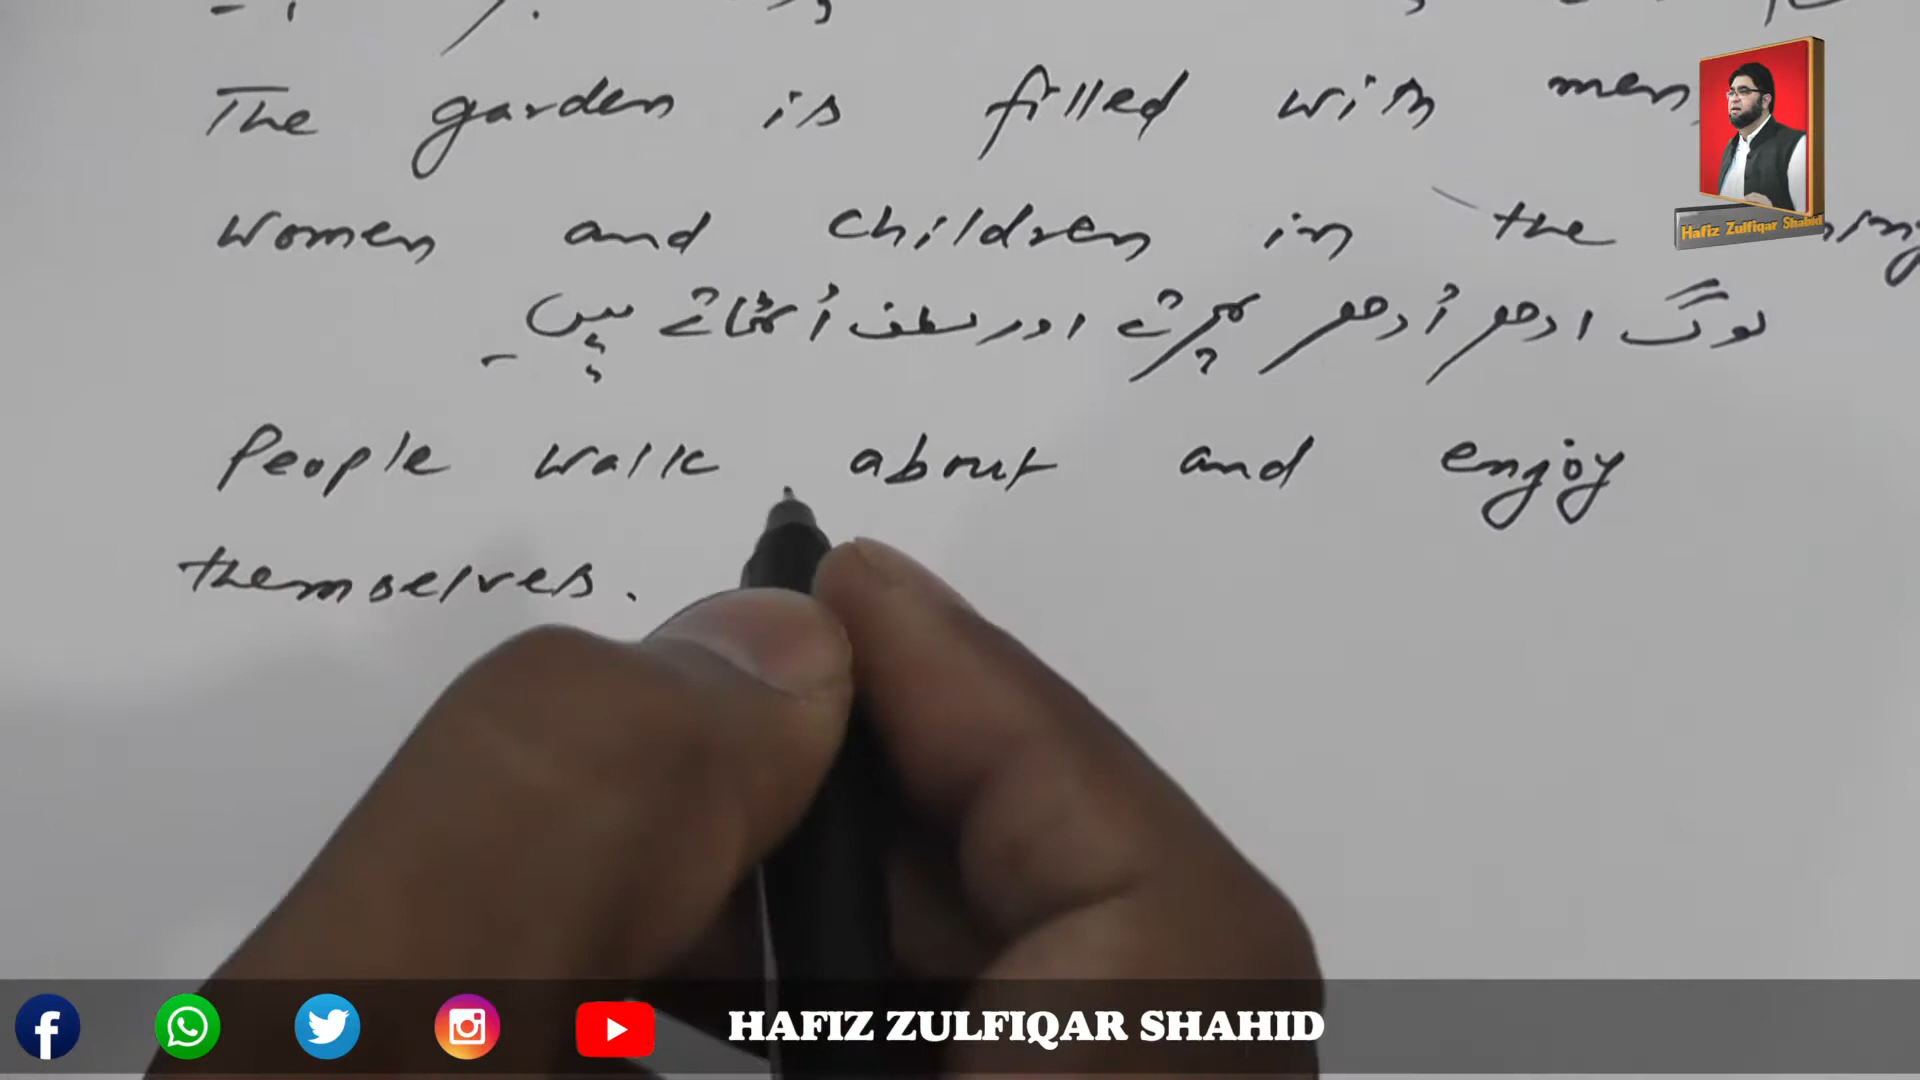 The garden is filled with men,
women and children in the
لوگ ادھر اُدھر پھرتے اور لطف اُٹھاتے ہیں۔
People walk about and enjoy
themselves.
Hafiz Zulfiqar Shahid
HAFIZ ZULFIQAR SHAHID